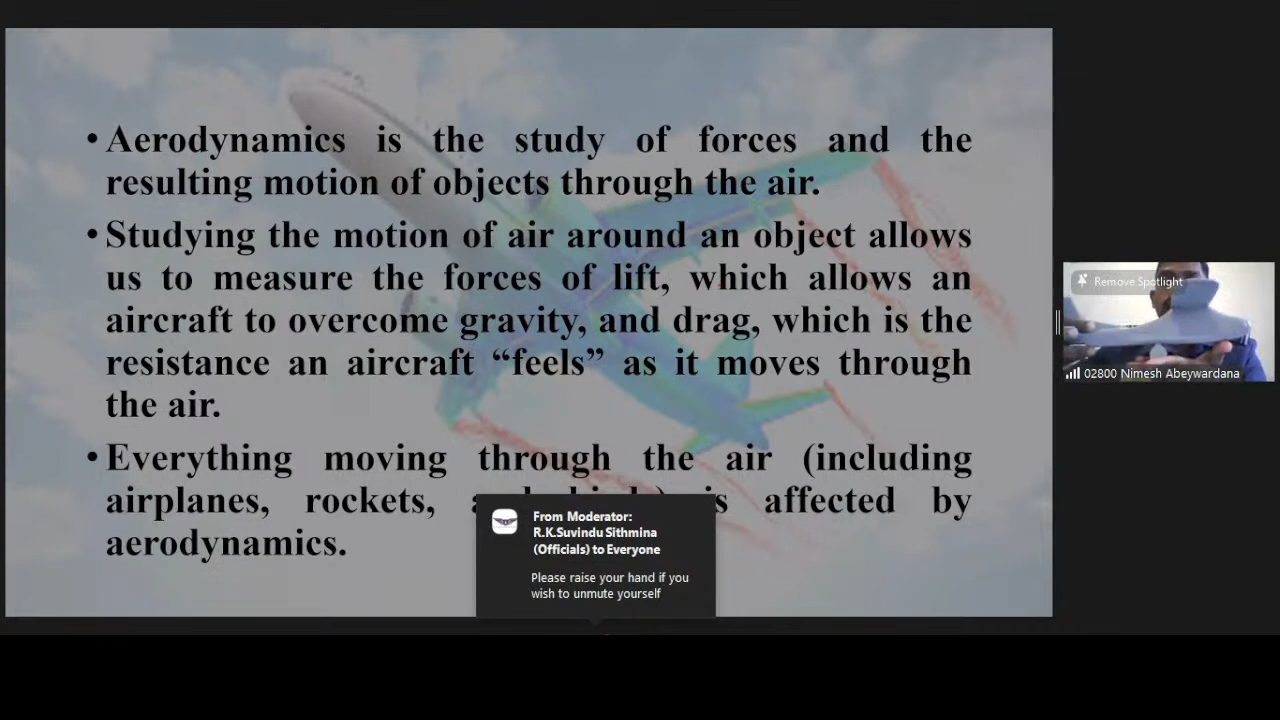 • Aerodynamics is the study of forces and the
resulting motion of objects through the air.
• Studying the motion of air around an object allows
us to measure the forces of lift, which allows an
aircraft to overcome gravity, and drag, which is the
resistance an aircraft “feels” as it moves through
the air.
• Everything moving through the air (including
airplanes, rockets, is affected by
aerodynamics.
From Moderator:
R.K.Suvindu Sithmina
(Officials) to Everyone
Please raise your hand if you
wish to unmute yourself
Remove Spotlight
02800 Nimesh Abeywardana